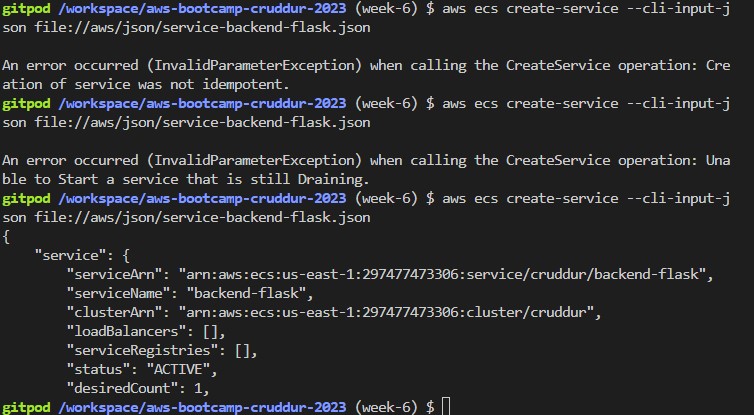 gitpod /workspace/aws-bootcamp-cruddur-2023 (week-6) $ aws ecs create-service --cli-input-j
son file://aws/json/service-backend-flask.json

An error occurred (InvalidParameterException) when calling the CreateService operation: Cre
ation of service was not idempotent.
gitpod /workspace/aws-bootcamp-cruddur-2023 (week-6) $ aws ecs create-service --cli-input-j
son file://aws/json/service-backend-flask.json

An error occurred (InvalidParameterException) when calling the CreateService operation: Una
ble to Start a service that is still Draining.
gitpod /workspace/aws-bootcamp-cruddur-2023 (week-6) $ aws ecs create-service --cli-input-j
son file://aws/json/service-backend-flask.json
{
    "service": {
        "serviceArn": "arn:aws:ecs:us-east-1:297477473306:service/cruddur/backend-flask",
        "serviceName": "backend-flask",
        "clusterArn": "arn:aws:ecs:us-east-1:297477473306:cluster/cruddur",
        "loadBalancers": [],
        "serviceRegistries": [],
        "status": "ACTIVE",
        "desiredCount": 1,
gitpod /workspace/aws-bootcamp-cruddur-2023 (week-6) $